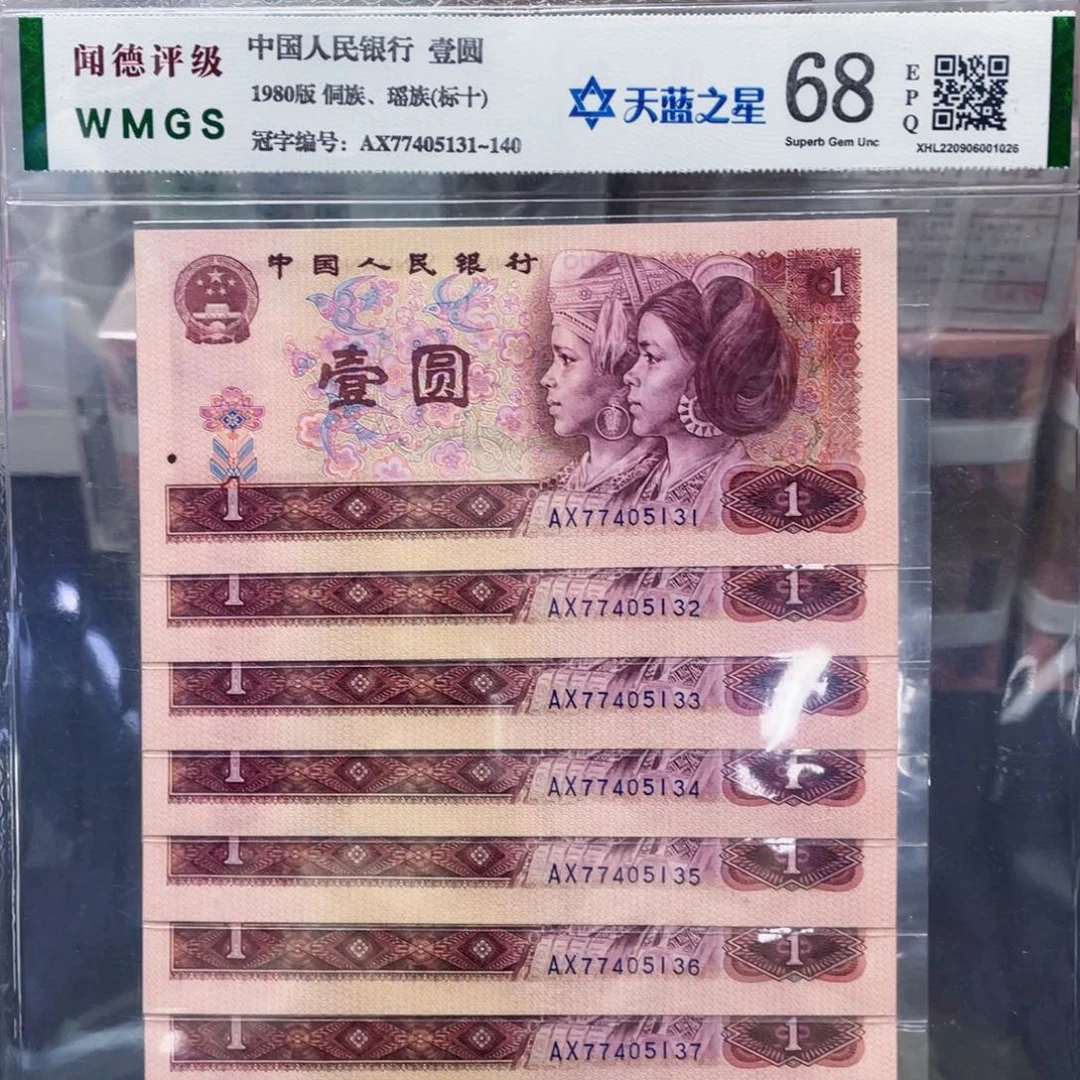 闻德评级
WMGS
中国人民银行 壹圆
1980版 侗族、瑶族(标十)
冠字编号：AX77405131~140
天蓝之星
68
Superb Gem Unc
EPQ
XHL220906001026
中国人民银行
1
壹圆
1
1
AX77405131
1
1
AX77405132
1
AX77405133
1
1
AX77405134
1
1
AX77405135
1
1
AX77405136
1
1
AX77405137
1